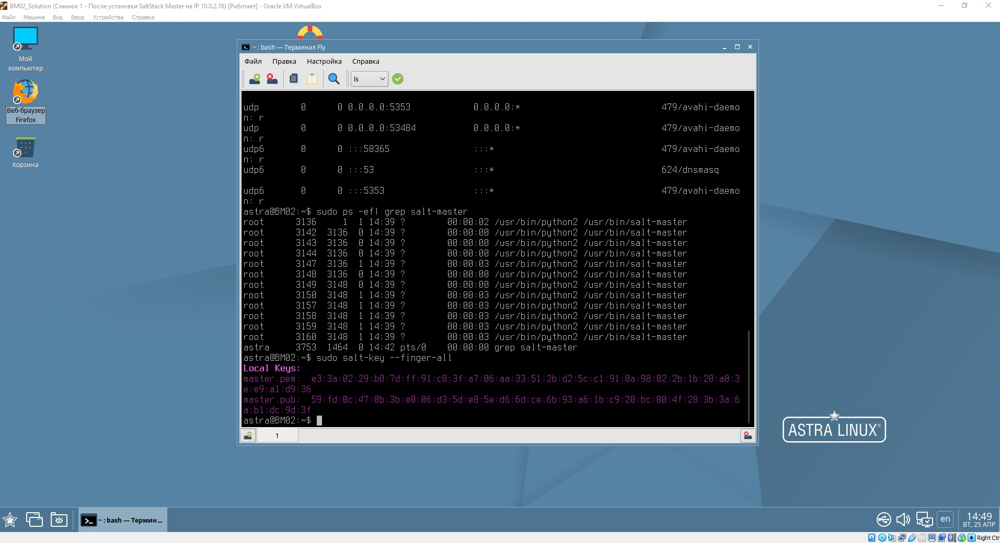 BM02_Solution (Снимок 1 - После установки SaltStack Master на IP 10.0.2.16) [Работает] - Oracle VM VirtualBox
Файл Машина Вид Ввод Устройства Справка
Мой
компьютер
Веб-браузер
Firefox
Корзина
~ : bash — Терминал Fly
Файл Правка Настройка Справка
ls
udp 0 0 0.0.0.0:5353 0.0.0.0:* 479/avahi-daemo
n: r
udp 0 0 0.0.0.0:53484 0.0.0.0:* 479/avahi-daemo
n: r
udp6 0 0 :::58365 :::* 479/avahi-daemo
n: r
udp6 0 0 :::53 :::* 624/dnsmasq
udp6 0 0 :::5353 :::* 479/avahi-daemo
n: r
astra@BM02:~$ sudo ps -ef| grep salt-master
root 3136 1 1 14:39 ? 00:00:02 /usr/bin/python2 /usr/bin/salt-master
root 3142 3136 0 14:39 ? 00:00:00 /usr/bin/python2 /usr/bin/salt-master
root 3143 3136 0 14:39 ? 00:00:00 /usr/bin/python2 /usr/bin/salt-master
root 3144 3136 0 14:39 ? 00:00:00 /usr/bin/python2 /usr/bin/salt-master
root 3147 3136 1 14:39 ? 00:00:03 /usr/bin/python2 /usr/bin/salt-master
root 3148 3136 0 14:39 ? 00:00:00 /usr/bin/python2 /usr/bin/salt-master
root 3149 3148 0 14:39 ? 00:00:00 /usr/bin/python2 /usr/bin/salt-master
root 3150 3148 1 14:39 ? 00:00:03 /usr/bin/python2 /usr/bin/salt-master
root 3157 3148 1 14:39 ? 00:00:03 /usr/bin/python2 /usr/bin/salt-master
root 3158 3148 1 14:39 ? 00:00:03 /usr/bin/python2 /usr/bin/salt-master
root 3159 3148 1 14:39 ? 00:00:03 /usr/bin/python2 /usr/bin/salt-master
root 3160 3148 1 14:39 ? 00:00:03 /usr/bin/python2 /usr/bin/salt-master
astra 3753 1464 0 14:42 pts/0 00:00:00 grep salt-master
astra@BM02:~$ sudo salt-key --finger-all
Local Keys:
master.pem: e3:3a:02:29:b0:7d:ff:91:c8:3f:a7:06:aa:33:51:2b:d2:5c:c1:91:0a:98:02:2b:1b:28:a0:3
e:e9:a1:d9:36
master.pub: 59:fd:0c:47:0b:3b:e0:06:d3:5d:e8:5e:d6:6d:ce:6b:93:a6:1b:c9:20:bc:80:4f:28:3b:3a:6
a:b1:dc:9d:3f
astra@BM02:~$
1
ASTRA LINUX®
~ : bash — Термин...
en
14:49
ВТ, 25 АПР
Right Ctr